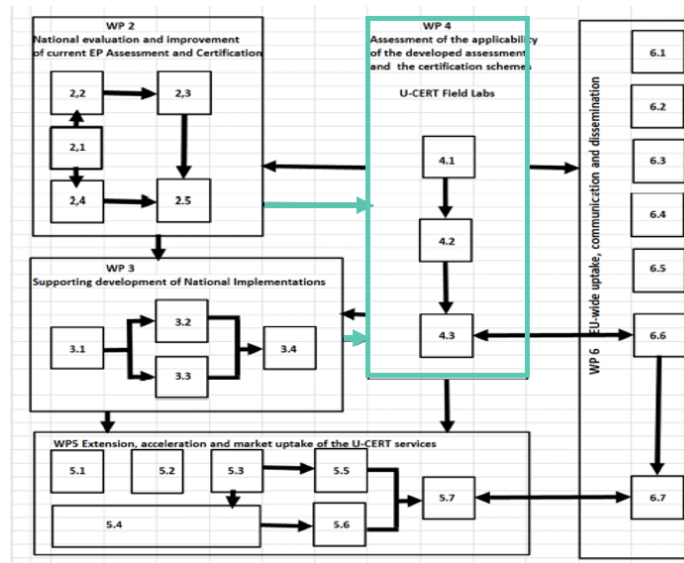 WP 2
National evaluation and improvement
of current EP Assessment and Certification
2,2
2,3
2,1
2,4
2.5
WP 4
Assessment of the applicability
of the developed assessment
and the certification schemes
U-CERT Field Labs
4.1
4.2
4.3
WP 3
Supporting development of National Implementations
3.1
3.2
3.3
3.4
WP5 Extension, acceleration and market uptake of the U-CERT services
5.1
5.2
5.3
5.5
5.4
5.6
5.7
WP 6 EU-wide uptake, communication and dissemination
6.1
6.2
6.3
6.4
6.5
6.6
6.7